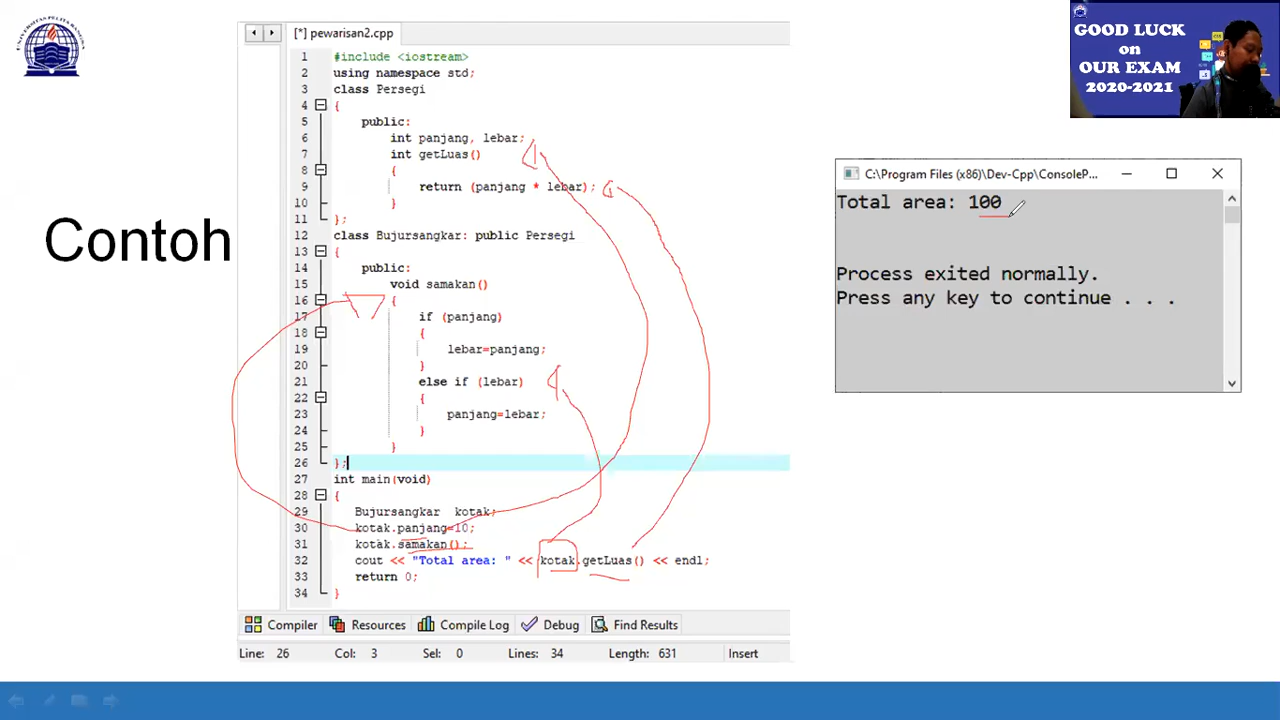 UNIVERSITAS PELITA BANGSA
Contoh
[*] pewarisan2.cpp
1 #include <iostream>
2 using namespace std;
3 class Persegi
4 {
5 public:
6 int panjang, lebar;
7 int getLuas()
8 {
9 return (panjang * lebar);
10 }
11 };
12 class Bujursangkar: public Persegi
13 {
14 public:
15 void samakan()
16 {
17 if (panjang)
18 {
19 lebar=panjang;
20 }
21 else if (lebar)
22 {
23 panjang=lebar;
24 }
25 }
26 };
27 int main(void)
28 {
29 Bujursangkar kotak;
30 kotak.panjang=10;
31 kotak.samakan();
32 cout << "Total area: " << kotak.getLuas() << endl;
33 return 0;
34 }
Compiler Resources Compile Log Debug Find Results
Line: 26 Col: 3 Sel: 0 Lines: 34 Length: 631 Insert
GOOD LUCK
on
OUR EXAM
2020-2021
C:\Program Files (x86)\Dev-Cpp\ConsoleP...
Total area: 100
Process exited normally.
Press any key to continue . . .